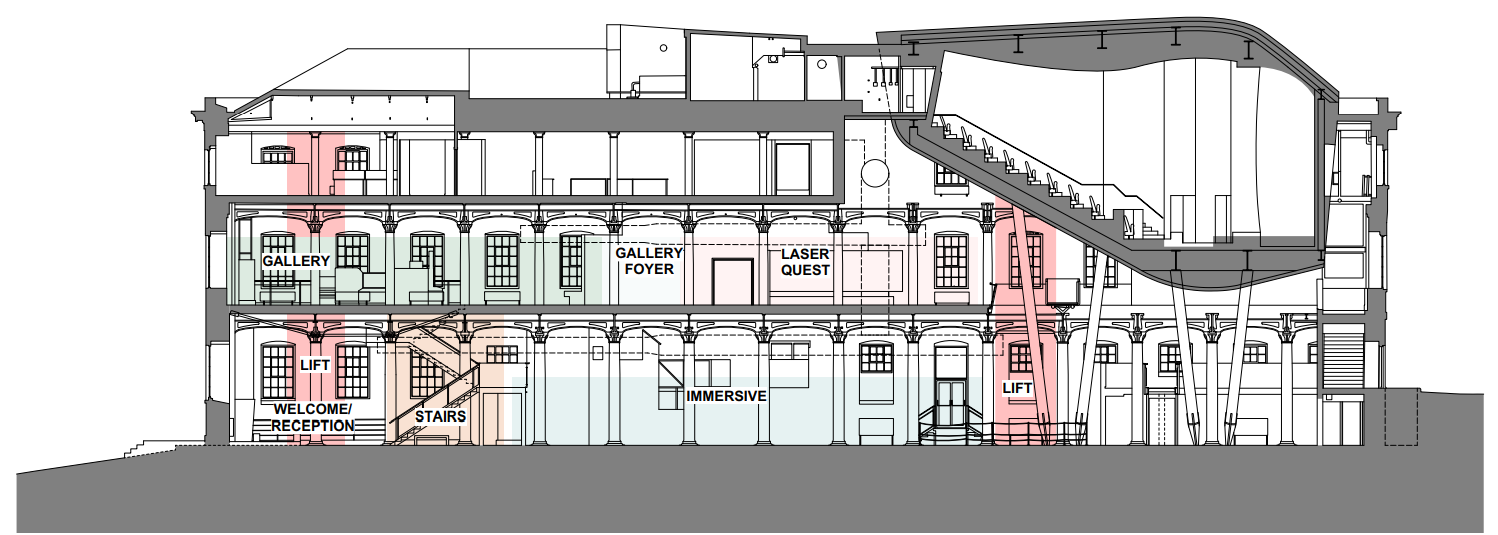 GALLERY
GALLERY
FOYER
LASER
QUEST
LIFT
WELCOME/
RECEPTION
STAIRS
IMMERSIVE
LIFT